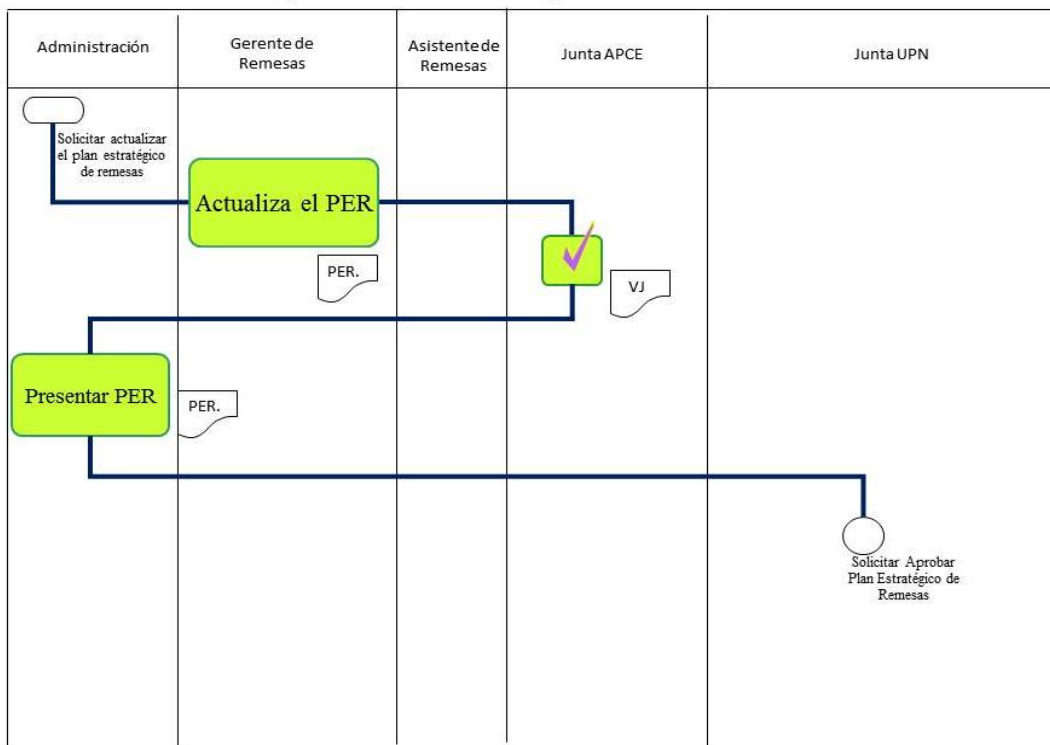 Administración
Gerente de
Remesas
Asistente de
Remesas
Junta APCE
Junta UPN
Solicitar actualizar
el plan estratégico
de remesas
Actualiza el PER
PER.
VJ
Presentar PER
PER.
Solicitar Aprobar
Plan Estratégico de
Remesas